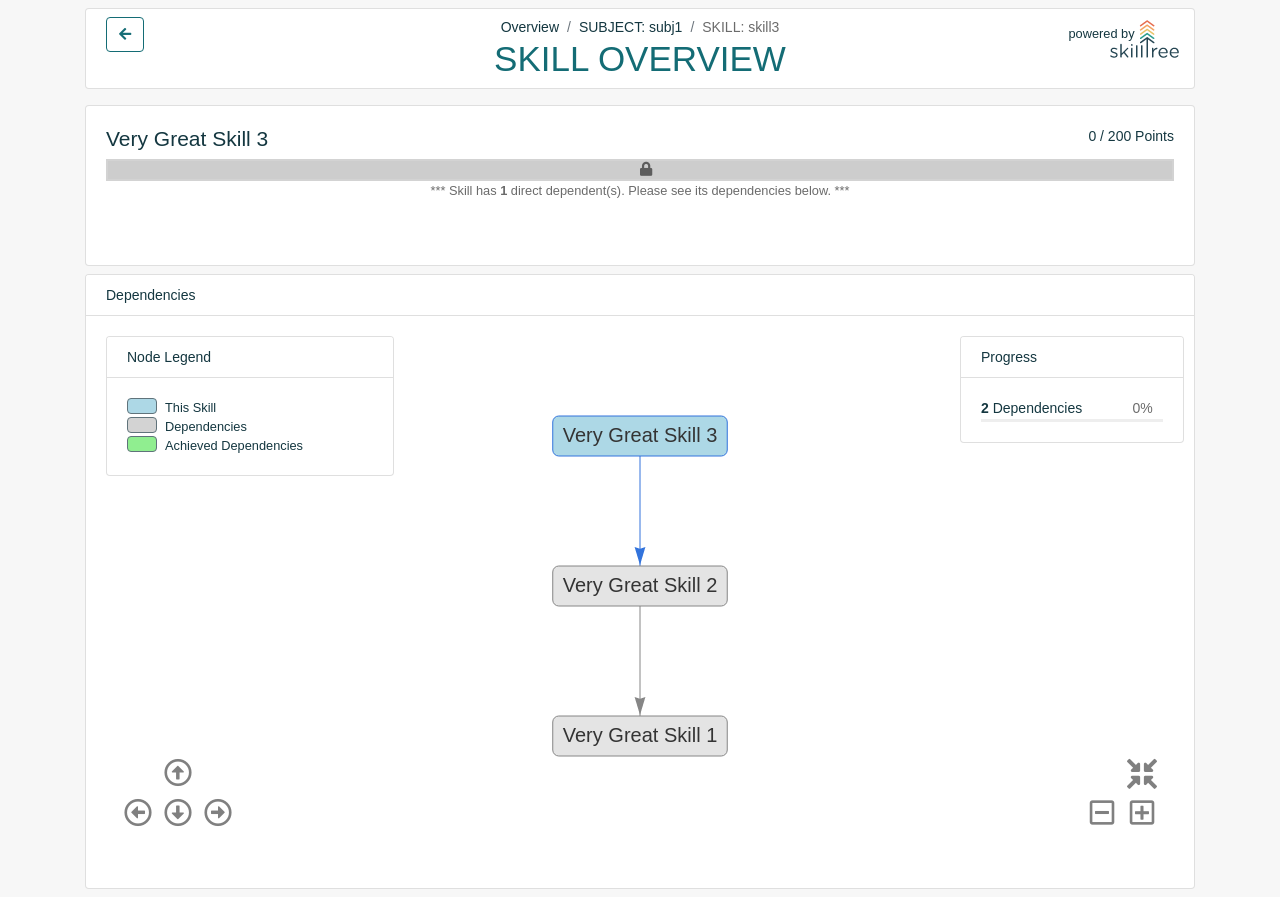 Overview / SUBJECT: subj1 / SKILL: skill3
SKILL OVERVIEW
powered by
skilltree
Very Great Skill 3
0 / 200 Points
*** Skill has 1 direct dependent(s). Please see its dependencies below. ***
Dependencies
Node Legend
This Skill
Dependencies
Achieved Dependencies
Progress
2 Dependencies 0%
Very Great Skill 3
Very Great Skill 2
Very Great Skill 1